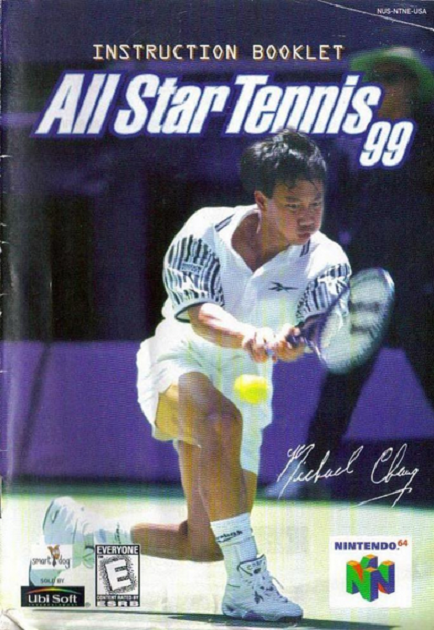 NUS-NTNE-USA
INSTRUCTION BOOKLET
All Star Tennis
99
Michael Chang
smart dog
SOLD BY
Ubi Soft
EVERYONE
E
CONTENT RATED BY
ESRB
NINTENDO 64
N